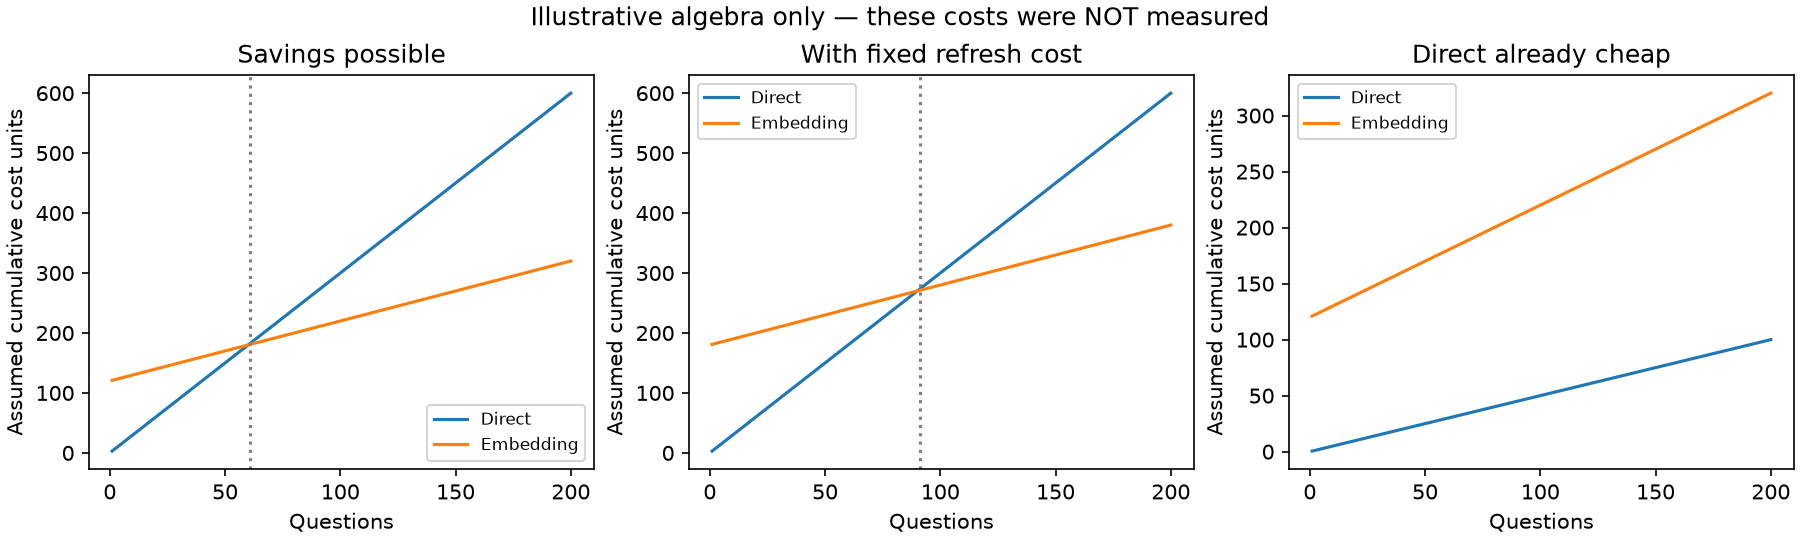 Illustrative algebra only — these costs were NOT measured
Savings possible
Assumed cumulative cost units
600
500
400
300
200
100
0
0 50 100 150 200
Questions
Direct
Embedding
With fixed refresh cost
Assumed cumulative cost units
600
500
400
300
200
100
0
0 50 100 150 200
Questions
Direct
Embedding
Direct already cheap
Assumed cumulative cost units
300
250
200
150
100
50
0
0 50 100 150 200
Questions
Direct
Embedding